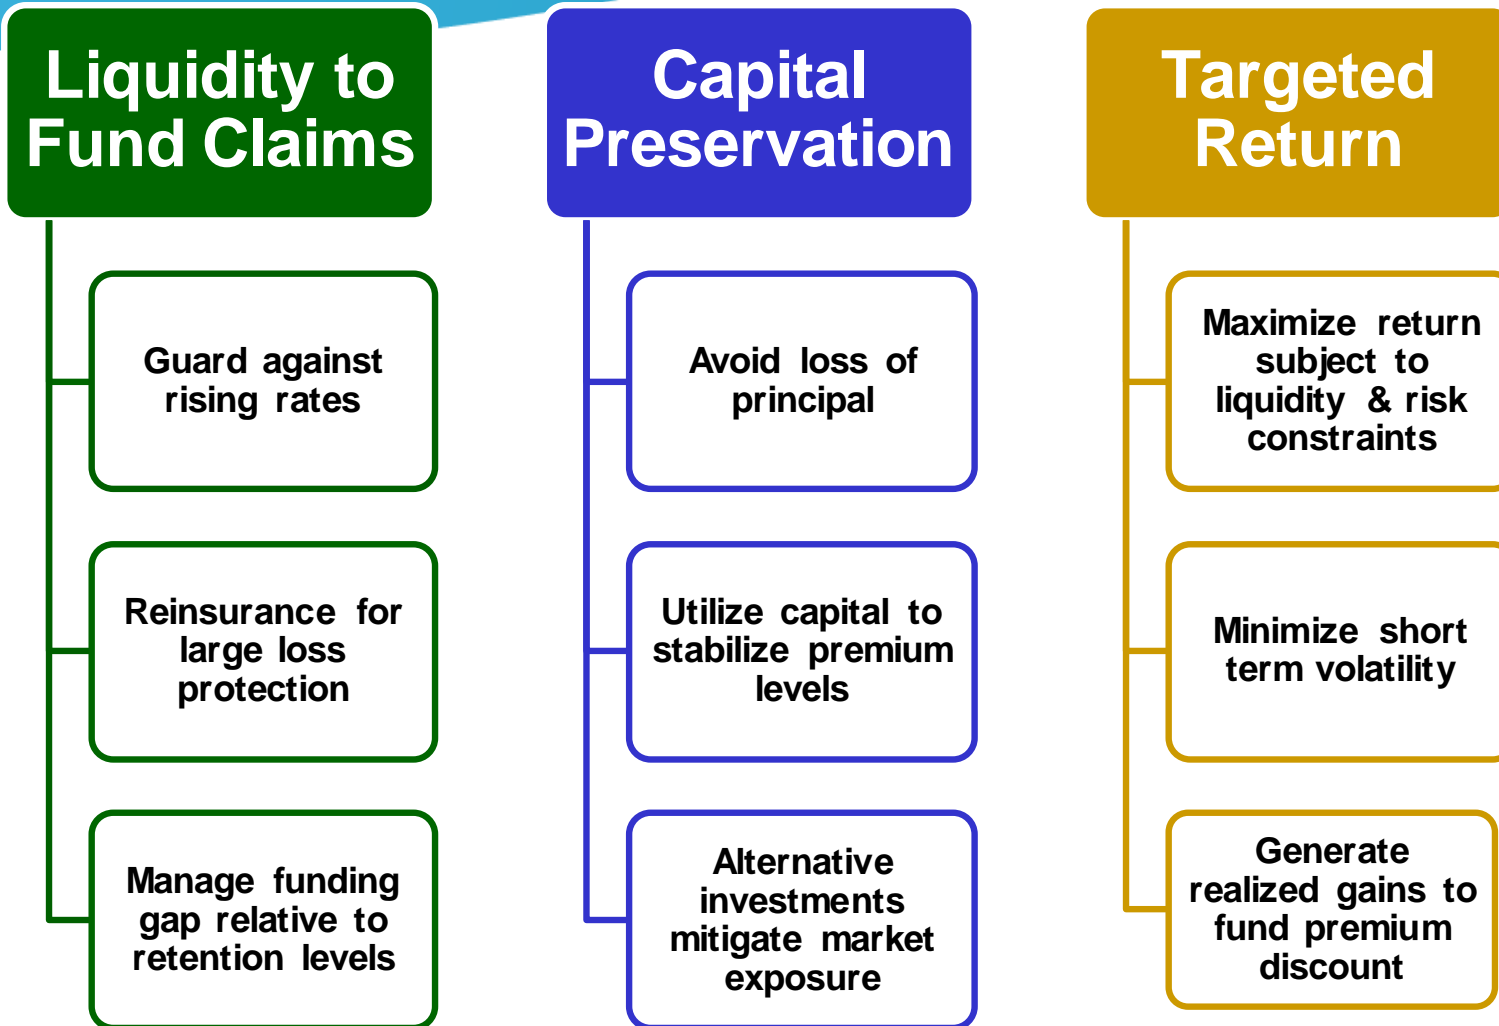 Liquidity to
Fund Claims
Guard against
rising rates
Reinsurance for
large loss
protection
Manage funding
gap relative to
retention levels
Capital
Preservation
Avoid loss of
principal
Utilize capital to
stabilize premium
levels
Alternative
investments
mitigate market
exposure
Targeted
Return
Maximize return
subject to
liquidity & risk
constraints
Minimize short
term volatility
Generate
realized gains to
fund premium
discount